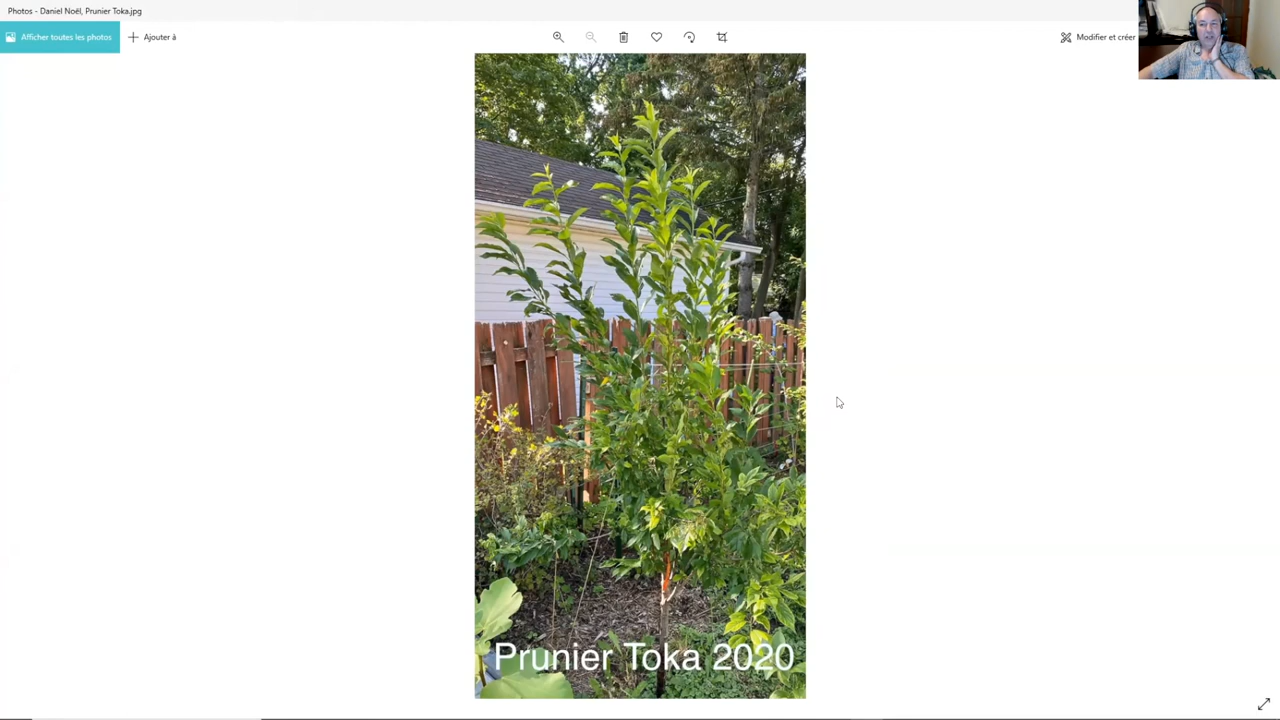 Photos - Daniel Noël, Prunier Toka.jpg
Afficher toutes les photos
Ajouter à
Modifier et créer
Prunier Toka 2020